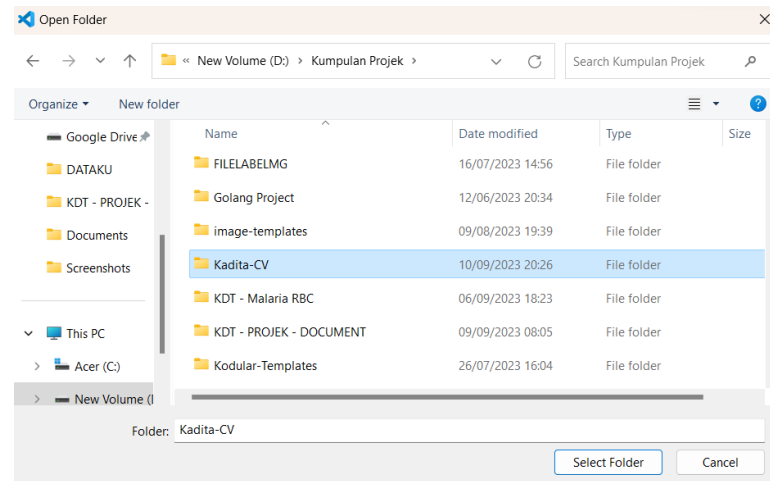 Open Folder
« New Volume (D:) > Kumpulan Projek >
Search Kumpulan Projek
Organize
New folder
Google Drive
DATAKU
KDT - PROJEK -
Documents
Screenshots
This PC
Acer (C:)
New Volume (I
Name Date modified Type Size
FILELABELMG 16/07/2023 14:56 File folder
Golang Project 12/06/2023 20:34 File folder
image-templates 09/08/2023 19:39 File folder
Kadita-CV 10/09/2023 20:26 File folder
KDT - Malaria RBC 06/09/2023 18:23 File folder
KDT - PROJEK - DOCUMENT 09/09/2023 08:05 File folder
Kodular-Templates 26/07/2023 16:04 File folder
Folder: Kadita-CV
Select Folder Cancel